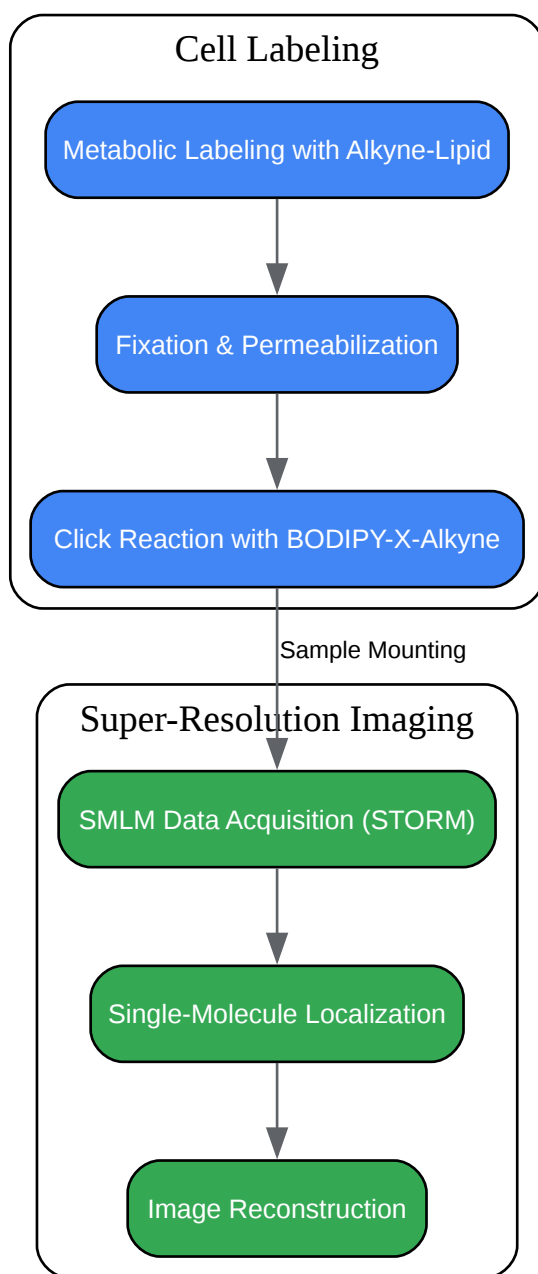 Cell Labeling
Metabolic Labeling with Alkyne-Lipid
Fixation & Permeabilization
Click Reaction with BODIPY-X-Alkyne
Sample Mounting
Super-Resolution Imaging
SMLM Data Acquisition (STORM)
Single-Molecule Localization
Image Reconstruction